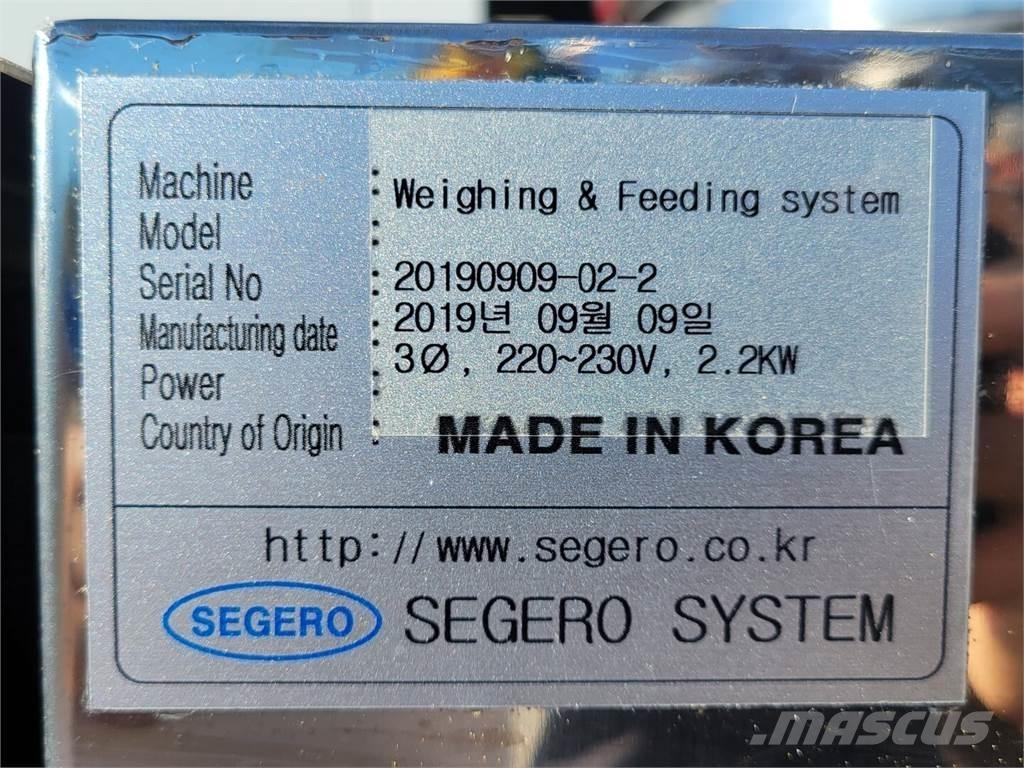 Machine : Weighing & Feeding system
Model :
Serial No : 20190909-02-2
Manufacturing date : 2019년 09월 09일
Power : 3Ø, 220~230V, 2.2KW
Country of Origin : MADE IN KOREA
http://www.segero.co.kr
SEGERO SEGERO SYSTEM
MASCUS